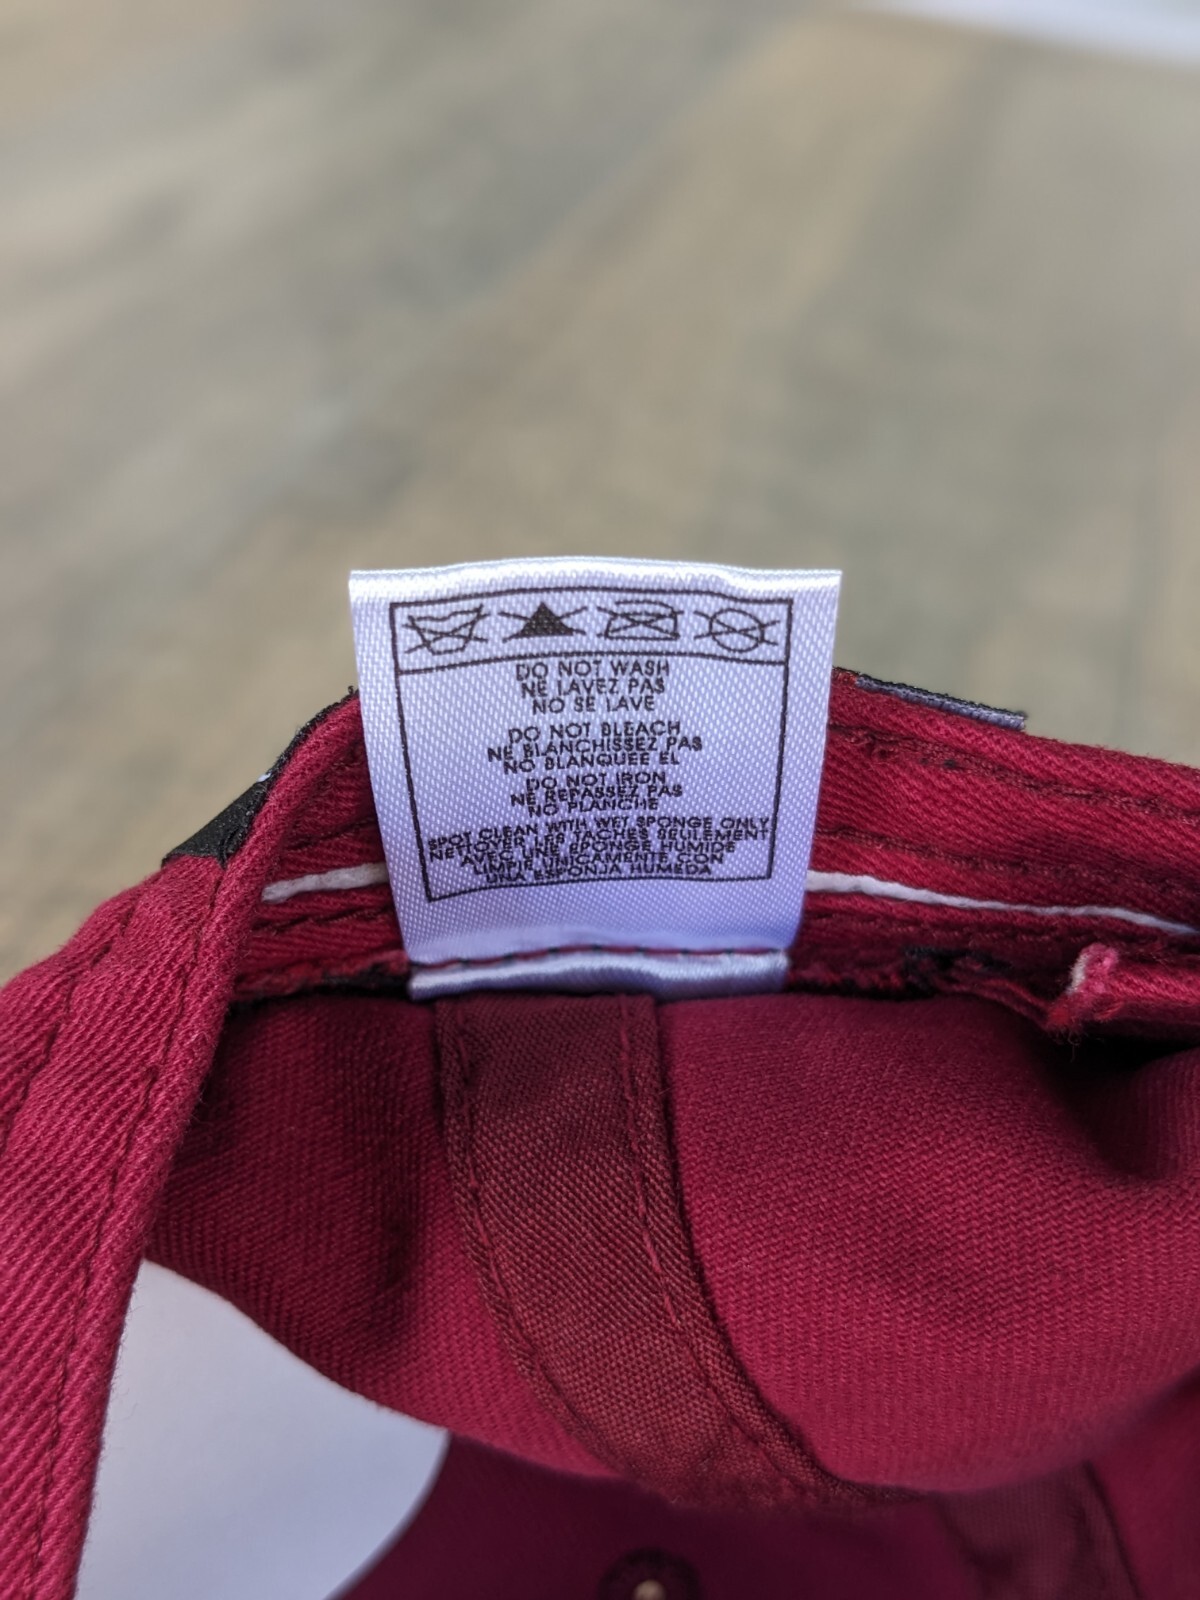 DO NOT WASH
NE LAVEZ PAS
NO SE LAVE
DO NOT BLEACH
NE BLANCHISSEZ PAS
NO BLANQUEE EL
DO NOT IRON
NE REPASSEZ PAS
NO PLANCHE
SPOT CLEAN WITH WET SPONGE ONLY
NETTOYER LES TACHES SEULEMENT
AVEC UNE EPONGE HUMIDE
LIMPIE UNICAMENTE CON
UNA ESPONJA HUMEDA